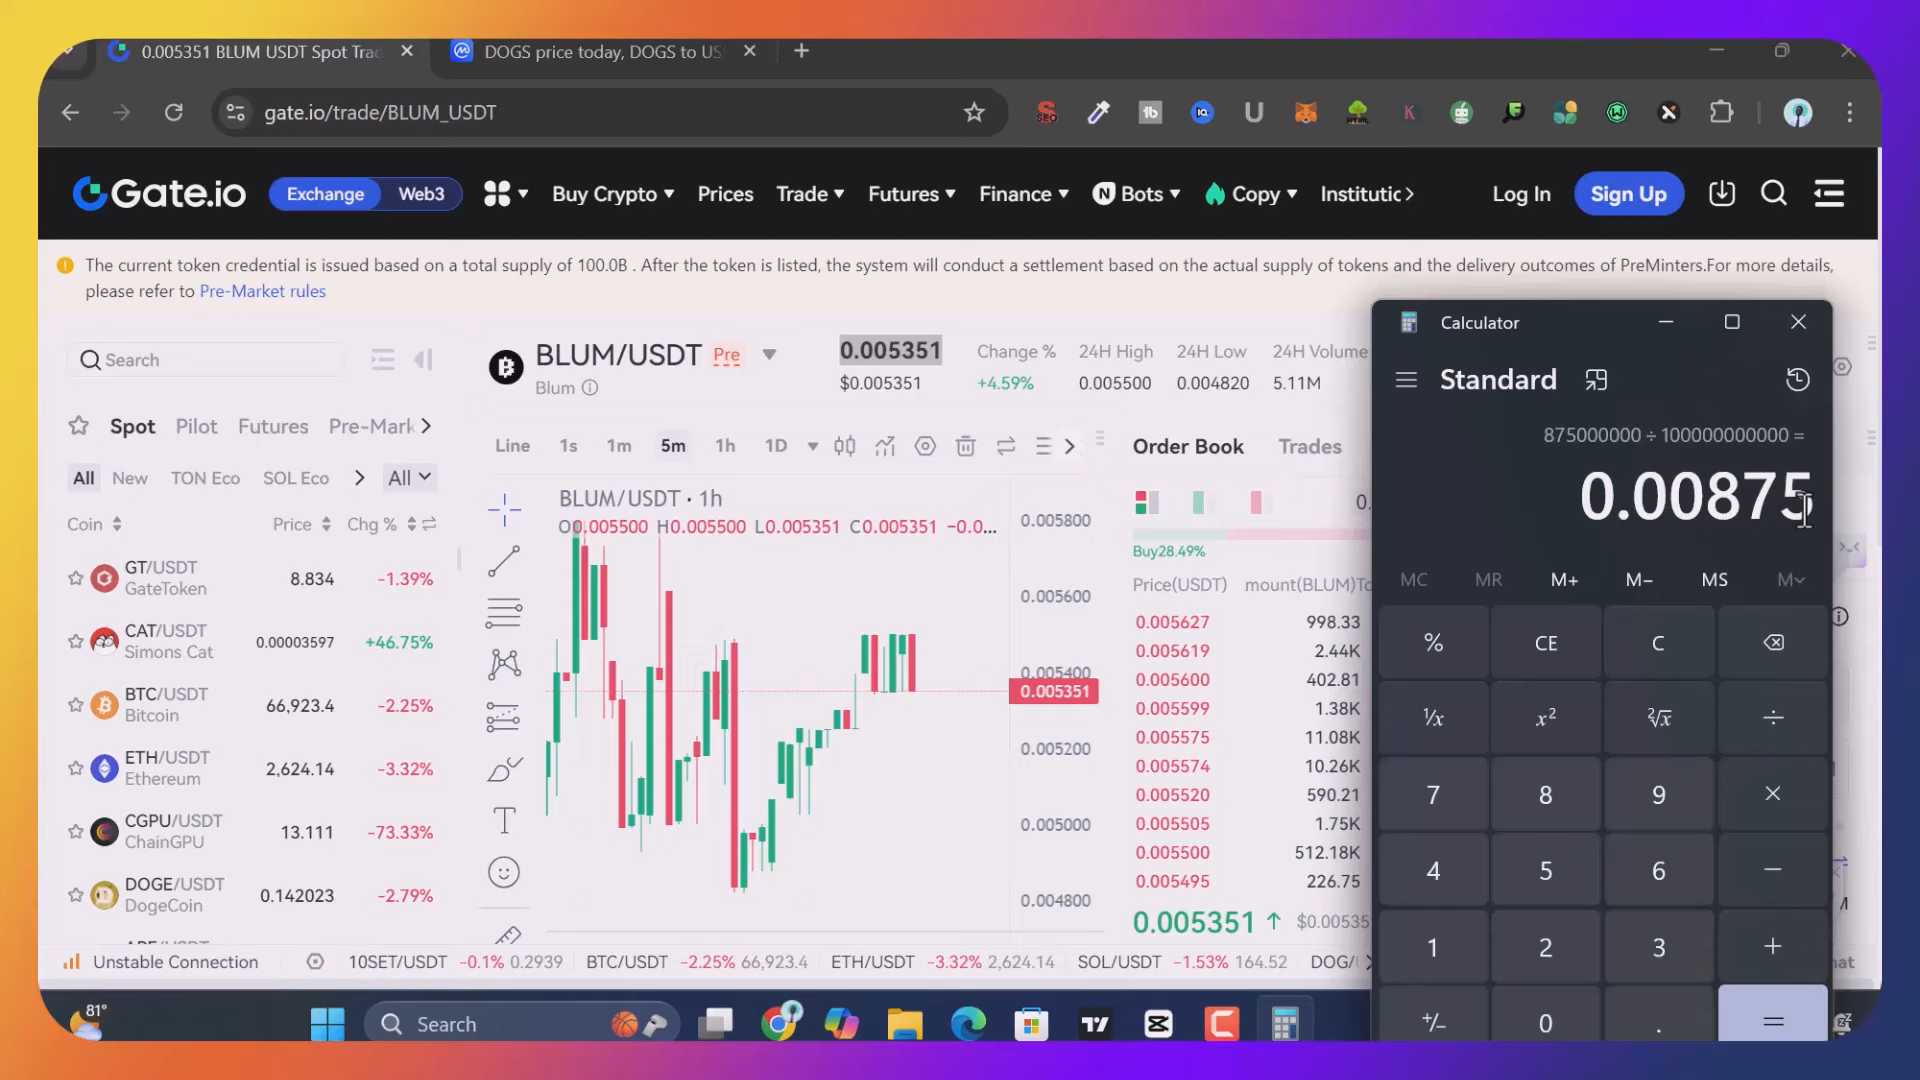 0.005351 BLUM USDT Spot Trad
DOGS price today, DOGS to US
gate.io/trade/BLUM_USDT
Gate.io
Exchange
Web3
Buy Crypto
Prices
Trade
Futures
Finance
Bots
Copy
Institutic
Log In
Sign Up
The current token credential is issued based on a total supply of 100.0B . After the token is listed, the system will conduct a settlement based on the actual supply of tokens and the delivery outcomes of PreMinters.For more details,
please refer to Pre-Market rules
Search
Spot Pilot Futures Pre-Mark
All New TON Eco SOL Eco All
Coin Price Chg %
GT/USDT 8.834 -1.39%
GateToken
CAT/USDT 0.00003597 +46.75%
Simons Cat
BTC/USDT 66,923.4 -2.25%
Bitcoin
ETH/USDT 2,624.14 -3.32%
Ethereum
CGPU/USDT 13.111 -73.33%
ChainGPU
DOGE/USDT 0.142023 -2.79%
DogeCoin
BLUM/USDT Pre
Blum
0.005351
$0.005351
Change % 24H High 24H Low 24H Volume
+4.59% 0.005500 0.004820 5.11M
Line 1s 1m 5m 1h 1D
BLUM/USDT · 1h
O0.005500 H0.005500 L0.005351 C0.005351 −0.0...
0.005800
0.005600
0.005400
0.005351
0.005200
0.005000
0.004800
Order Book Trades
0.
Buy28.49%
Price(USDT) .mount(BLUM)Tc
0.005627 998.33
0.005619 2.44K
0.005600 402.81
0.005599 1.38K
0.005575 11.08K
0.005574 10.26K
0.005520 590.21
0.005505 1.75K
0.005500 512.18K
0.005495 226.75
0.005351 ↑ $0.00535
Calculator
Standard
875000000 ÷ 100000000000 =
0.00875
MC MR M+ M− MS M
% CE C
¹/x x² ²√x ÷
7 8 9 ×
4 5 6 −
1 2 3 +
+/− 0 . =
Unstable Connection
10SET/USDT -0.1% 0.2939
BTC/USDT -2.25% 66,923.4
ETH/USDT -3.32% 2,624.14
SOL/USDT -1.53% 164.52
DOG/
81°
Search